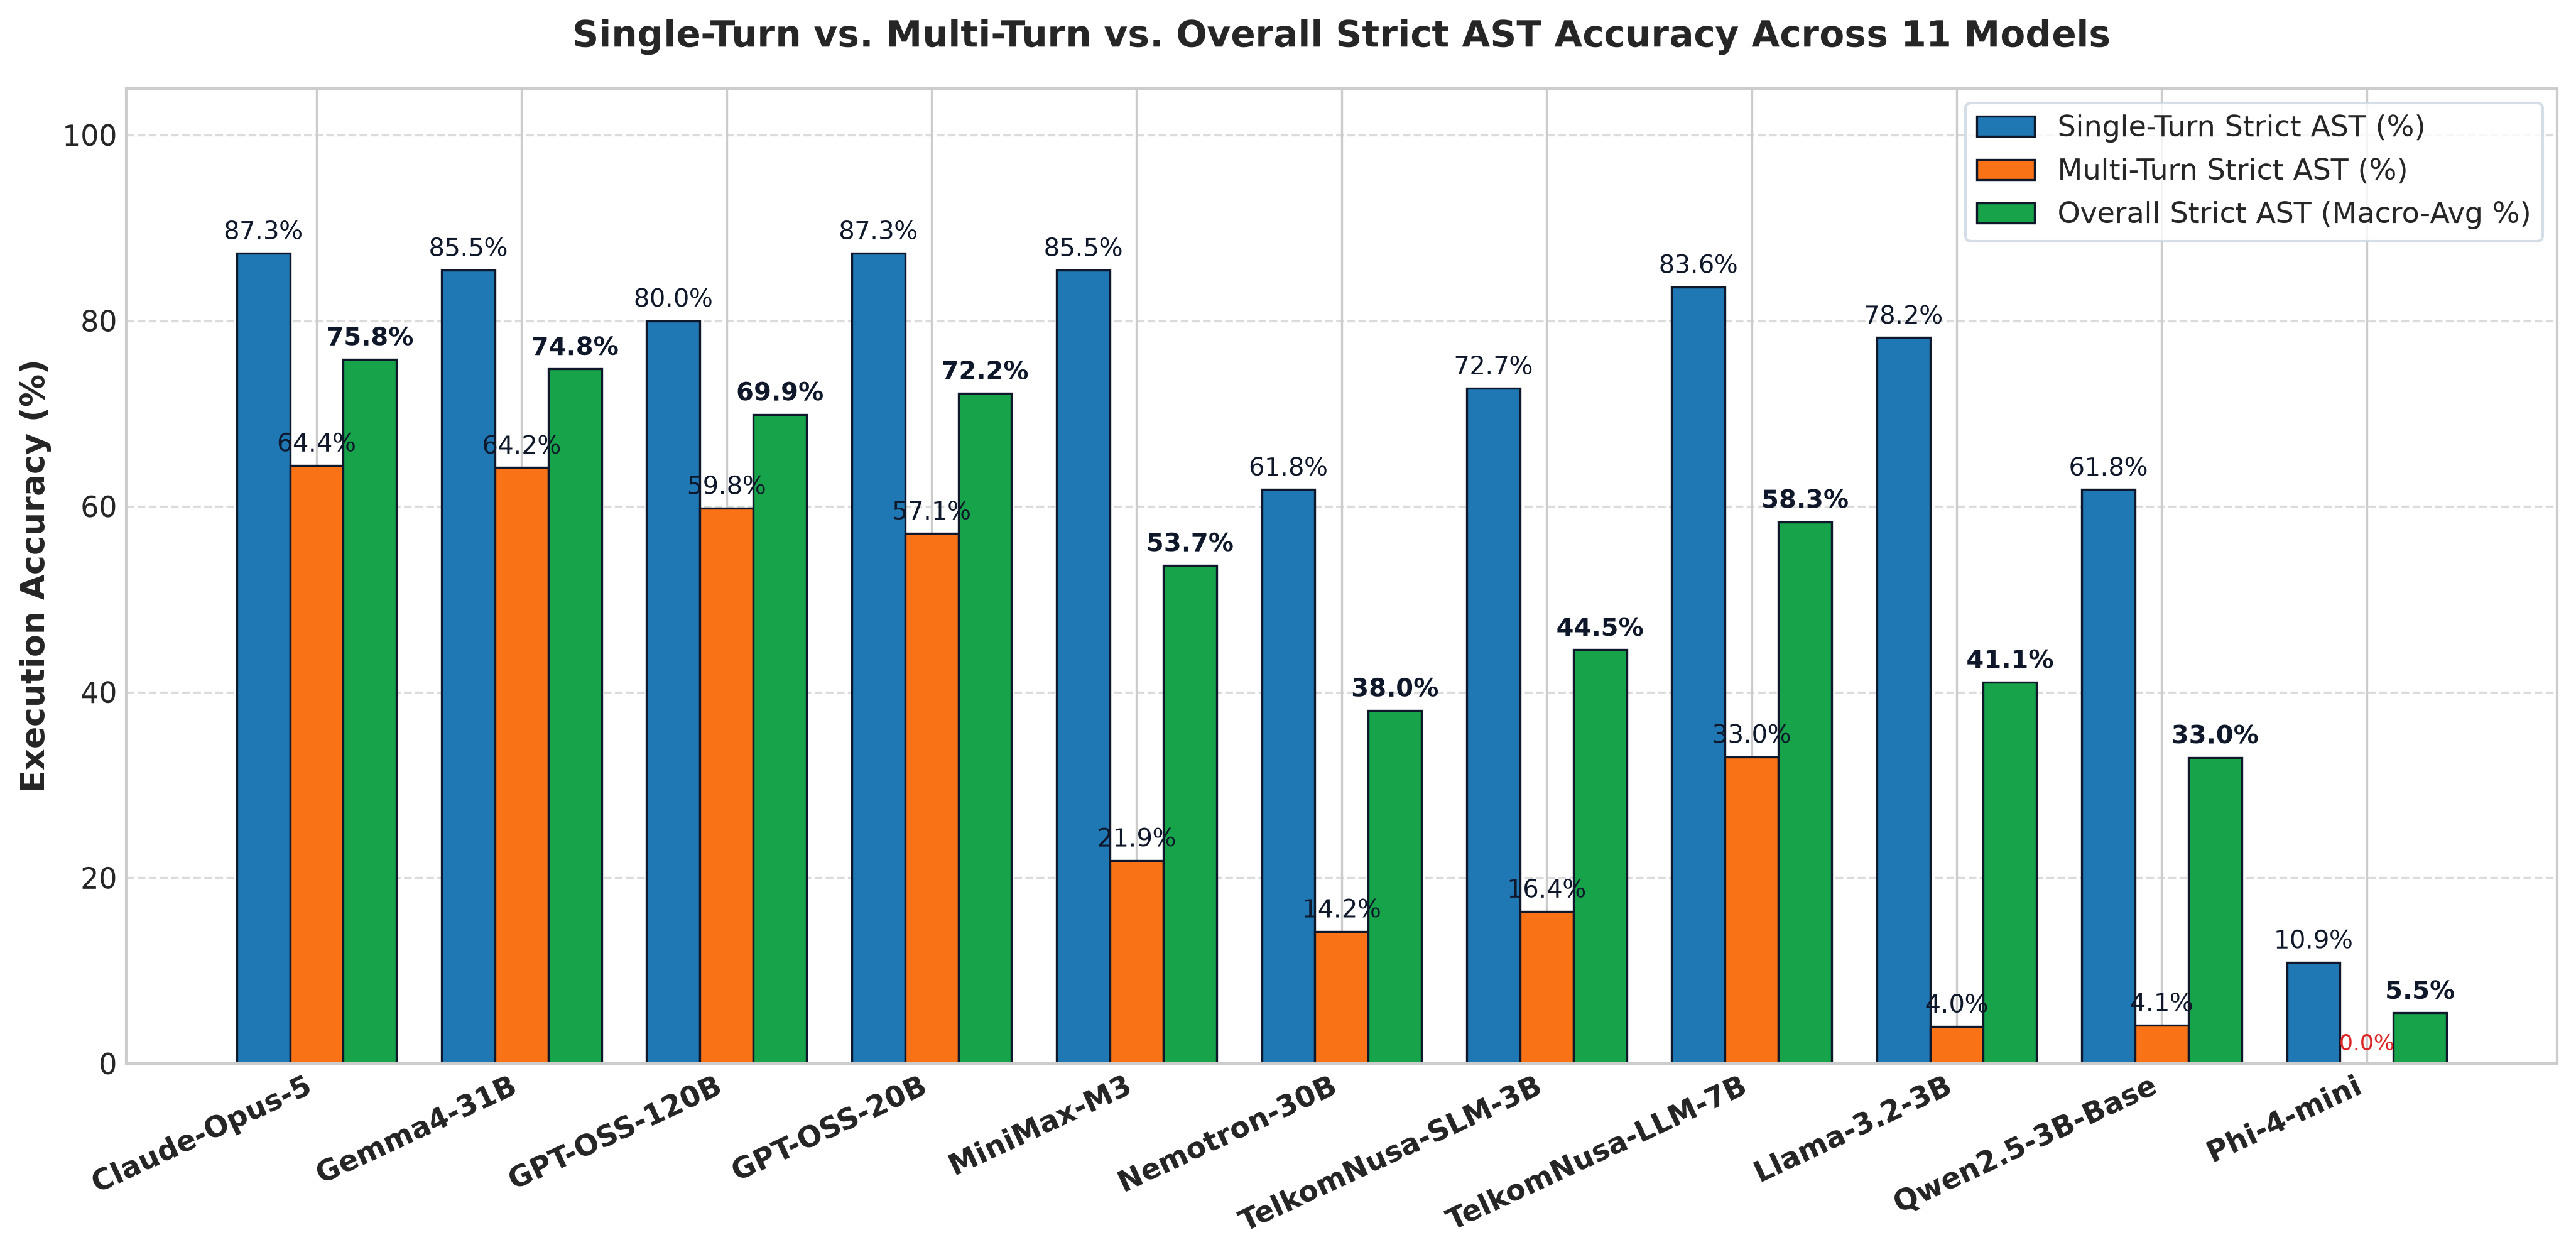 Single-Turn vs. Multi-Turn vs. Overall Strict AST Accuracy Across 11 Models
Execution Accuracy (%)
100
80
60
40
20
0
Single-Turn Strict AST (%)
Multi-Turn Strict AST (%)
Overall Strict AST (Macro-Avg %)
87.3%
64.4%
75.8%
85.5%
64.2%
74.8%
80.0%
59.8%
69.9%
87.3%
57.1%
72.2%
85.5%
21.9%
53.7%
61.8%
14.2%
38.0%
72.7%
16.4%
44.5%
83.6%
33.0%
58.3%
78.2%
4.0%
41.1%
61.8%
4.1%
33.0%
10.9%
0.0%
5.5%
Claude-Opus-5
Gemma4-31B
GPT-OSS-120B
GPT-OSS-20B
MiniMax-M3
Nemotron-30B
TelkomNusa-SLM-3B
TelkomNusa-LLM-7B
Llama-3.2-3B
Qwen2.5-3B-Base
Phi-4-mini